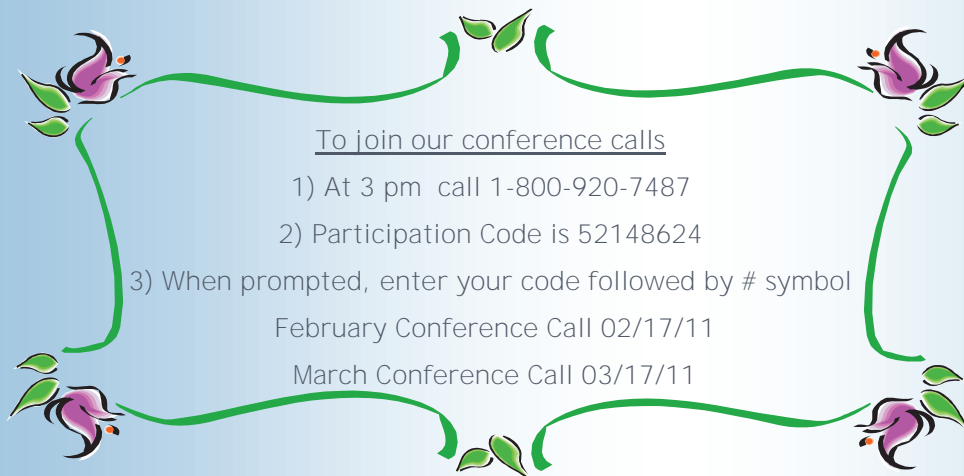 To join our conference calls
1) At 3 pm call 1-800-920-7487
2) Participation Code is 52148624
3) When prompted, enter your code followed by # symbol
February Conference Call 02/17/11
March Conference Call 03/17/11